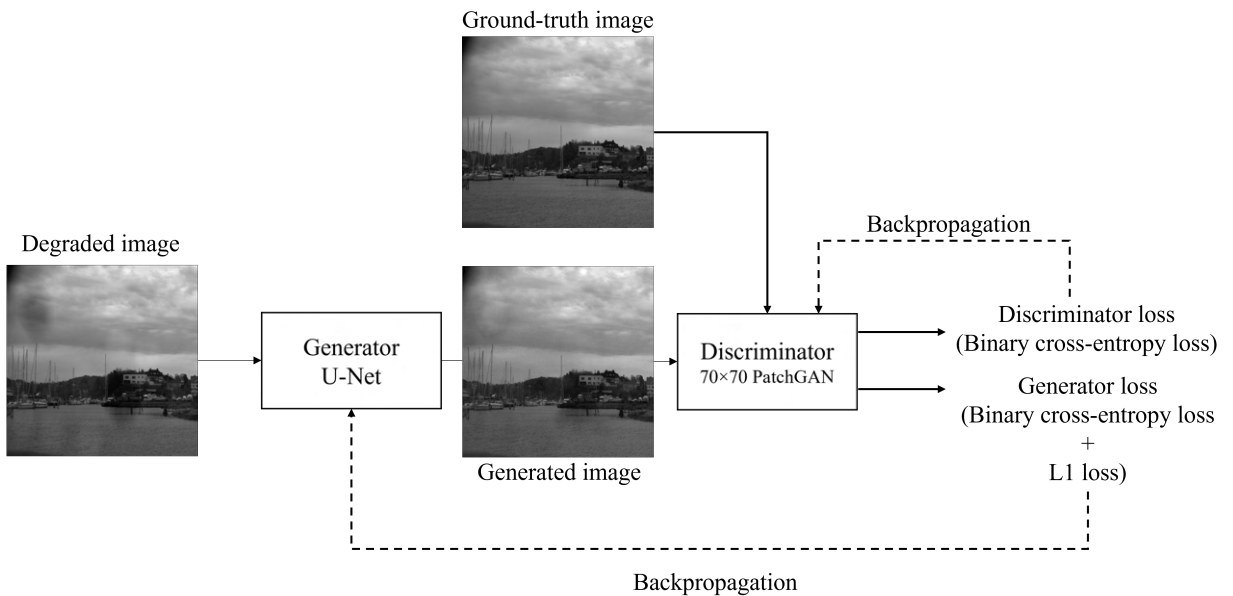 Ground-truth image
Degraded image
Backpropagation
Generator
U-Net
Discriminator
70×70 PatchGAN
Discriminator loss
(Binary cross-entropy loss)
Generator loss
(Binary cross-entropy loss
+
L1 loss)
Generated image
Backpropagation